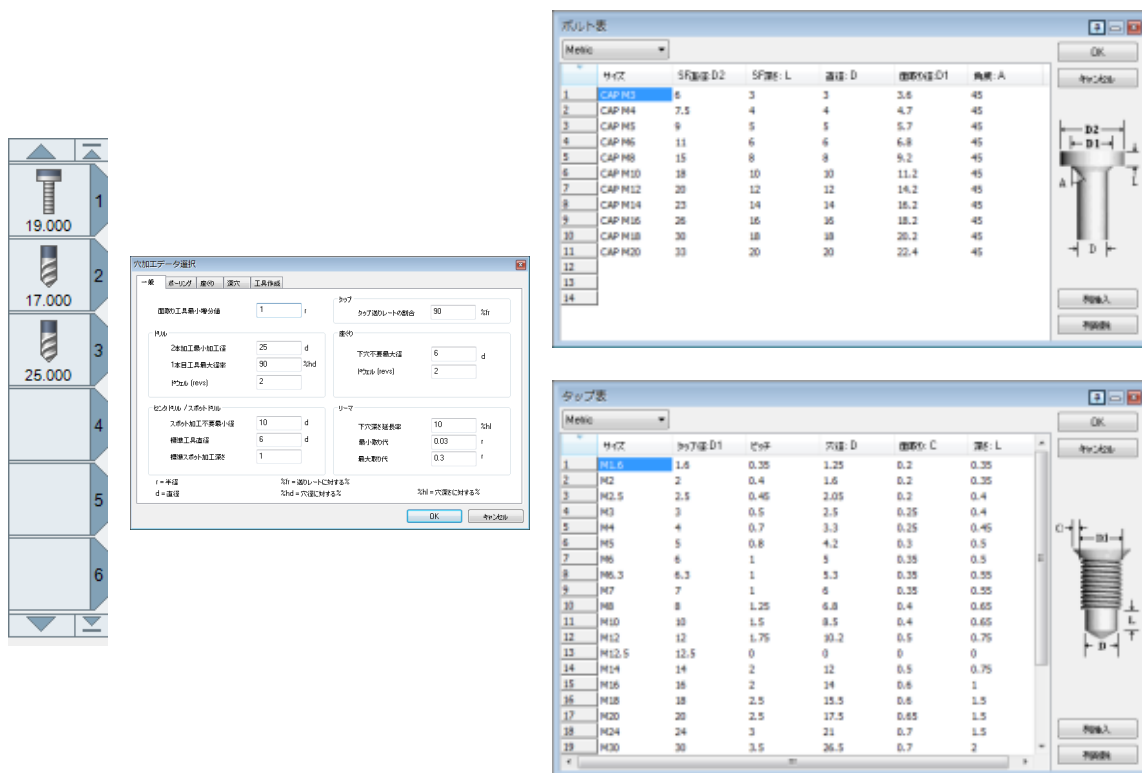 1
19.000
2
17.000
3
25.000
4
5
6
穴加工データ選択
一般 ボーリング 座ぐり 深穴 工具作成
面取り工具最小等分値 1 r
タップ
タップ送りレートの割合 90 %fr
ドリル
2本加工最小加工径 25 d
1本目工具最大径率 90 %hd
ドウェル (revs) 2
座ぐり
下穴不要最大径 6 d
ドウェル (revs) 2
センタドリル / スポットドリル
スポット加工不要最小径 10 d
標準工具直径 6 d
標準スポット加工深さ 1
リーマ
下穴深さ延長率 10 %hl
最小取り代 0.03 r
最大取り代 0.3 r
r = 半径 %fr = 送りレートに対する%
d = 直径 %hd = 穴径に対する% %hl = 穴深さに対する%
OK キャンセル
ボルト表
Metric
OK
キャンセル
サイズ SF直径:D2 SF深さ: L 直径: D 面取り径:D1 角度: A
1 CAP M3 6 3 3 3.6 45
2 CAP M4 7.5 4 4 4.7 45
3 CAP M5 9 5 5 5.7 45
4 CAP M6 11 6 6 6.8 45
5 CAP M8 15 8 8 9.2 45
6 CAP M10 18 10 10 11.2 45
7 CAP M12 20 12 12 14.2 45
8 CAP M14 23 14 14 16.2 45
9 CAP M16 26 16 16 18.2 45
10 CAP M18 30 18 18 20.2 45
11 CAP M20 33 20 20 22.4 45
12
13
14
D2
D1
A
L
D
列挿入
列削除
タップ表
Metric
OK
キャンセル
サイズ タップ径:D1 ピッチ 穴径: D 面取り: C 深さ: L
1 M1.6 1.6 0.35 1.25 0.2 0.35
2 M2 2 0.4 1.6 0.2 0.35
3 M2.5 2.5 0.45 2.05 0.2 0.4
4 M3 3 0.5 2.5 0.25 0.4
5 M4 4 0.7 3.3 0.25 0.45
6 M5 5 0.8 4.2 0.3 0.5
7 M6 6 1 5 0.35 0.5
8 M6.3 6.3 1 5.3 0.35 0.55
9 M7 7 1 6 0.35 0.55
10 M8 8 1.25 6.8 0.4 0.65
11 M10 10 1.5 8.5 0.4 0.65
12 M12 12 1.75 10.2 0.5 0.75
13 M12.5 12.5 0 0 0 0
14 M14 14 2 12 0.5 0.75
15 M16 16 2 14 0.6 1
16 M18 18 2.5 15.5 0.6 1.5
17 M20 20 2.5 17.5 0.65 1.5
18 M24 24 3 21 0.7 1.5
19 M30 30 3.5 26.5 0.7 2
C
D1
L
D
列挿入
列削除